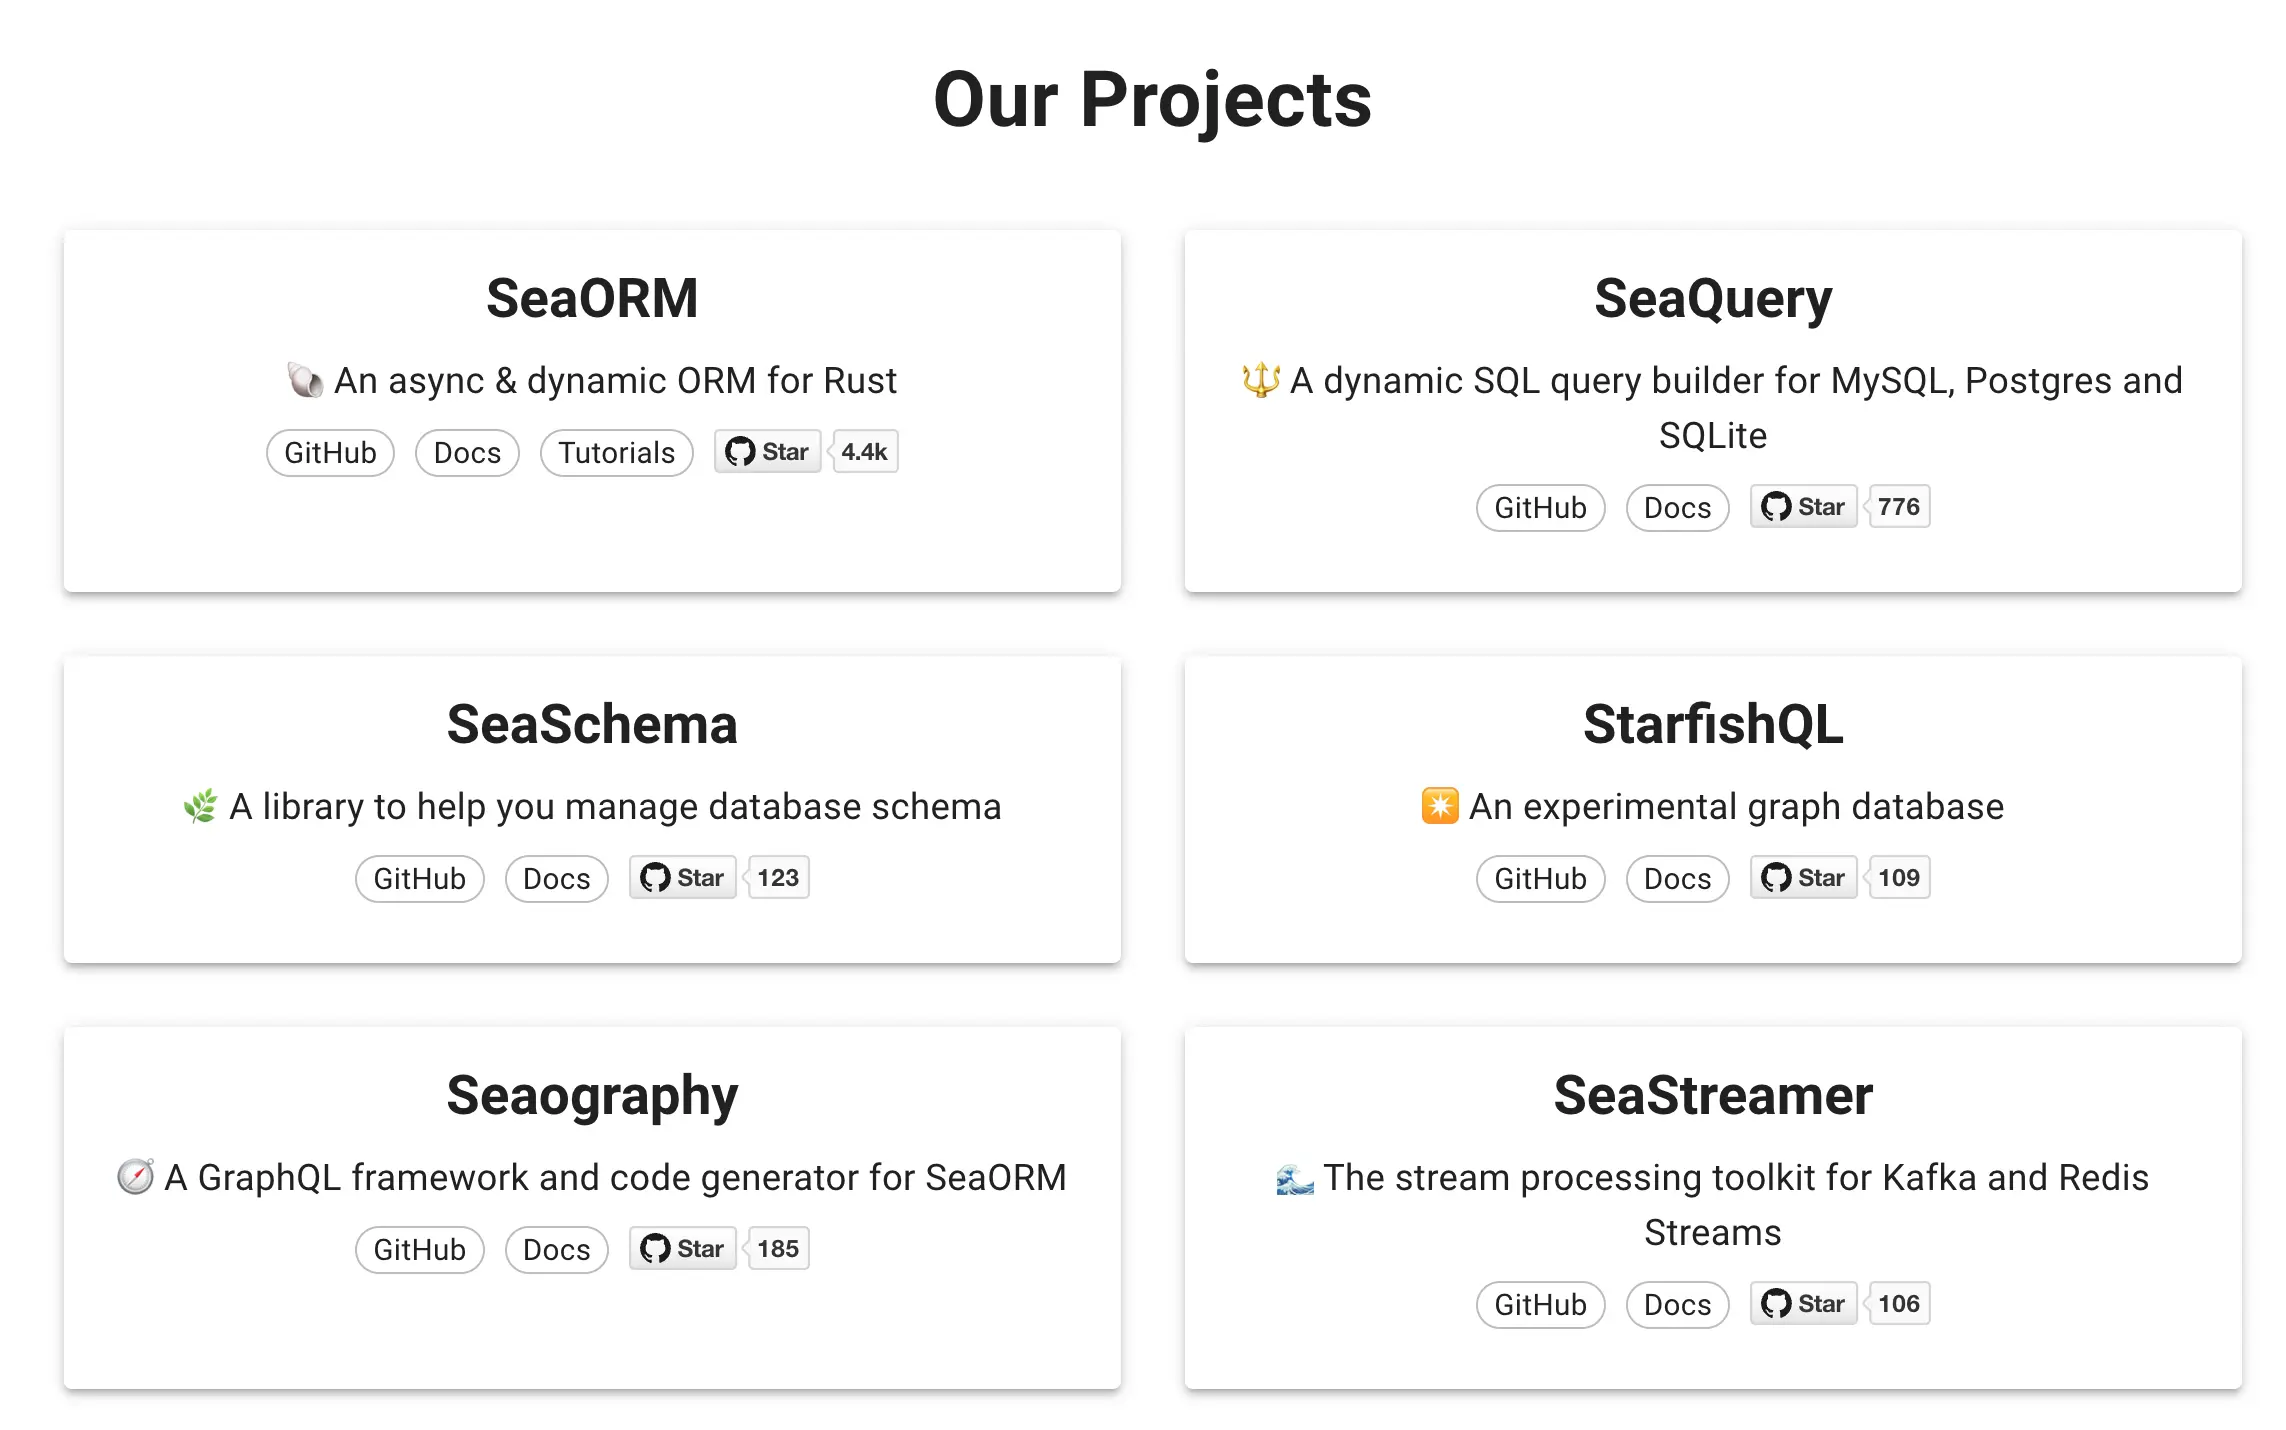 Our Projects
SeaORM
🐚 An async & dynamic ORM for Rust
GitHub Docs Tutorials Star 4.4k
SeaQuery
🔱 A dynamic SQL query builder for MySQL, Postgres and
SQLite
GitHub Docs Star 776
SeaSchema
🌿 A library to help you manage database schema
GitHub Docs Star 123
StarfishQL
✴️ An experimental graph database
GitHub Docs Star 109
Seaography
🧭 A GraphQL framework and code generator for SeaORM
GitHub Docs Star 185
SeaStreamer
🌊 The stream processing toolkit for Kafka and Redis
Streams
GitHub Docs Star 106